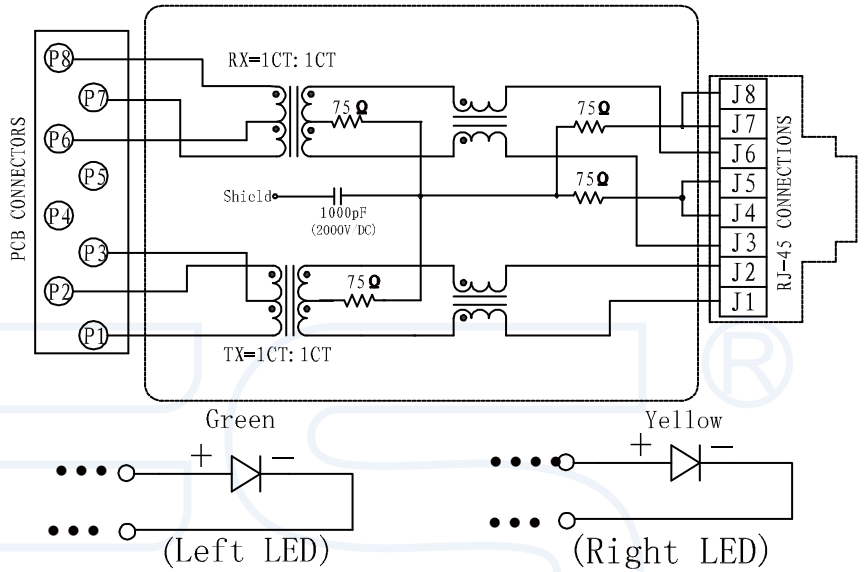 PCB CONNECTORS
P8
P7
P6
P5
P4
P3
P2
P1
RX=1CT: 1CT
75Ω
75Ω
75Ω
75Ω
Shield
1000pF
(2000V/DC)
TX=1CT: 1CT
J8
J7
J6
J5
J4
J3
J2
J1
RJ-45 CONNECTIONS
®
Green
+ −
(Left LED)
Yellow
+ −
(Right LED)